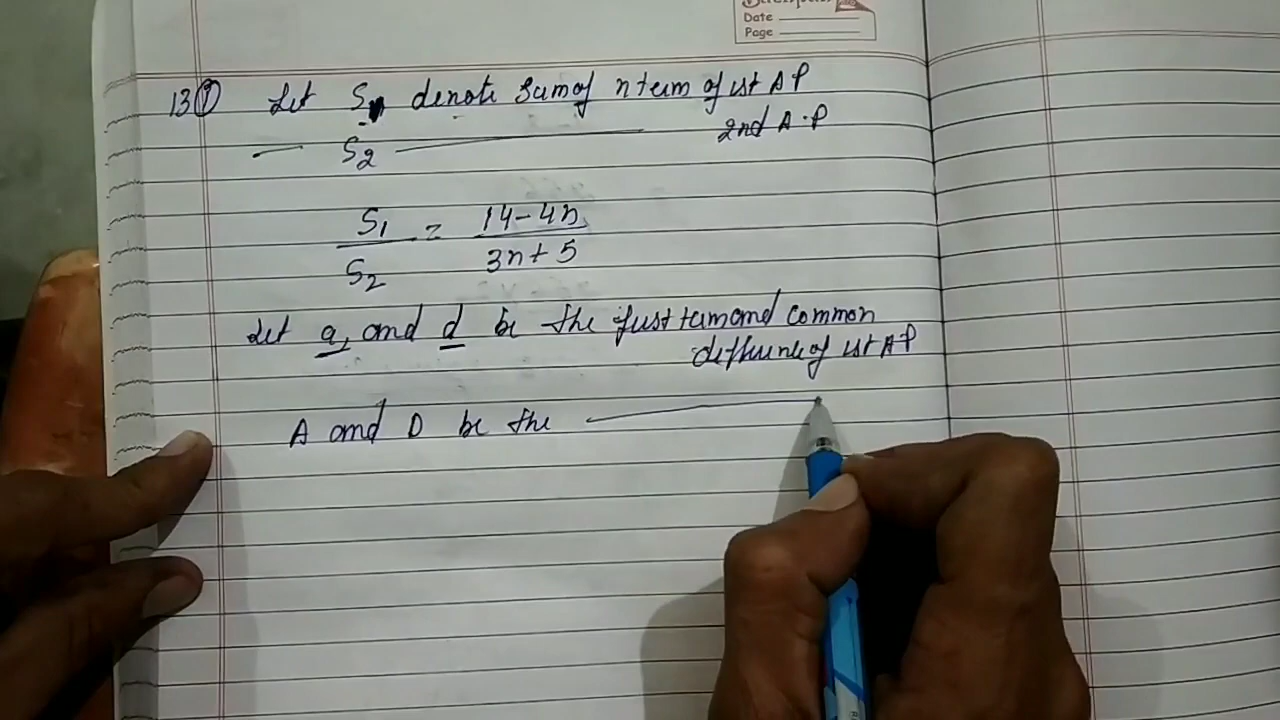 Date
Page
13) Let S1 denote sum of n term of 1st A P
S2 2nd A.P
S1/S2 = 14-4n/3n+5
Let a, and d be the first term and common
difference of 1st A P
A and D be the